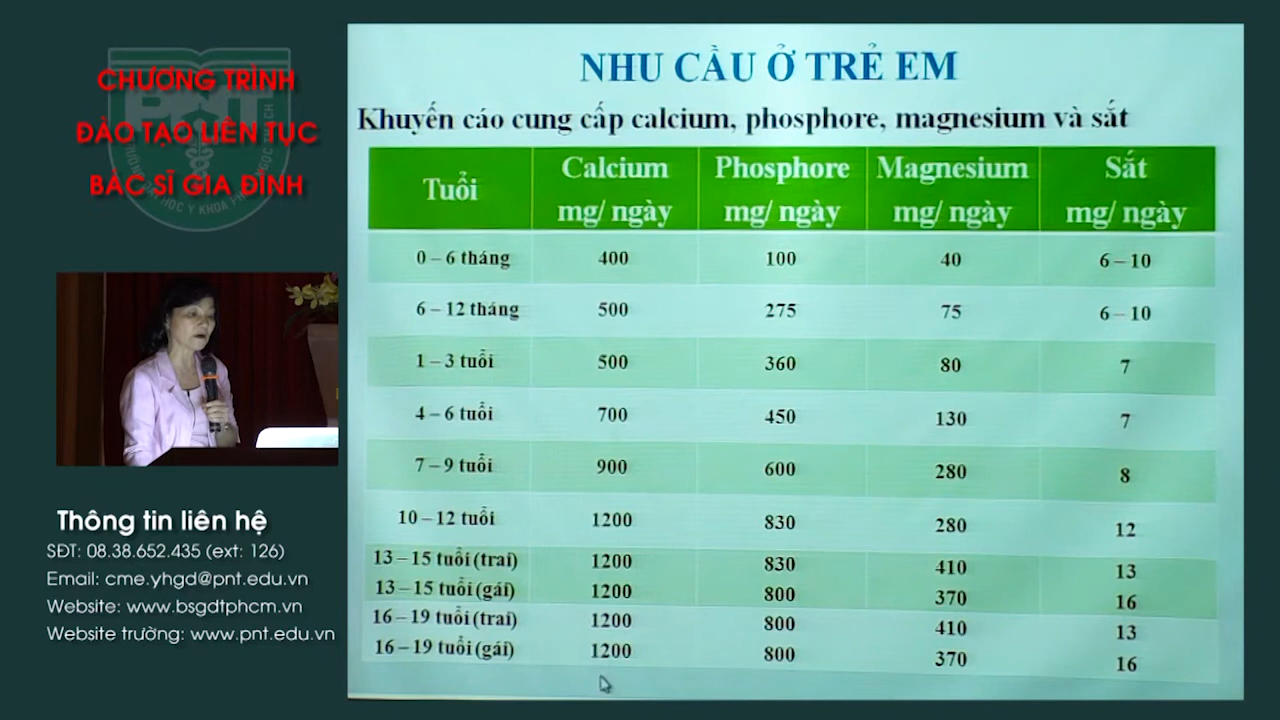 CHƯƠNG TRÌNH
ĐÀO TẠO LIÊN TỤC
BÁC SĨ GIA ĐÌNH
PNT
Thông tin liên hệ
SĐT: 08.38.652.435 (ext: 126)
Email: cme.yhgd@pnt.edu.vn
Website: www.bsgdtphcm.vn
Website trường: www.pnt.edu.vn
NHU CẦU Ở TRẺ EM
Khuyến cáo cung cấp calcium, phosphore, magnesium và sắt
Tuổi Calcium mg/ ngày Phosphore mg/ ngày Magnesium mg/ ngày Sắt mg/ ngày
0 – 6 tháng 400 100 40 6 – 10
6 – 12 tháng 500 275 75 6 – 10
1 – 3 tuổi 500 360 80 7
4 – 6 tuổi 700 450 130 7
7 – 9 tuổi 900 600 280 8
10 – 12 tuổi 1200 830 280 12
13 – 15 tuổi (trai) 1200 830 410 13
13 – 15 tuổi (gái) 1200 800 370 16
16 – 19 tuổi (trai) 1200 800 410 13
16 – 19 tuổi (gái) 1200 800 370 16